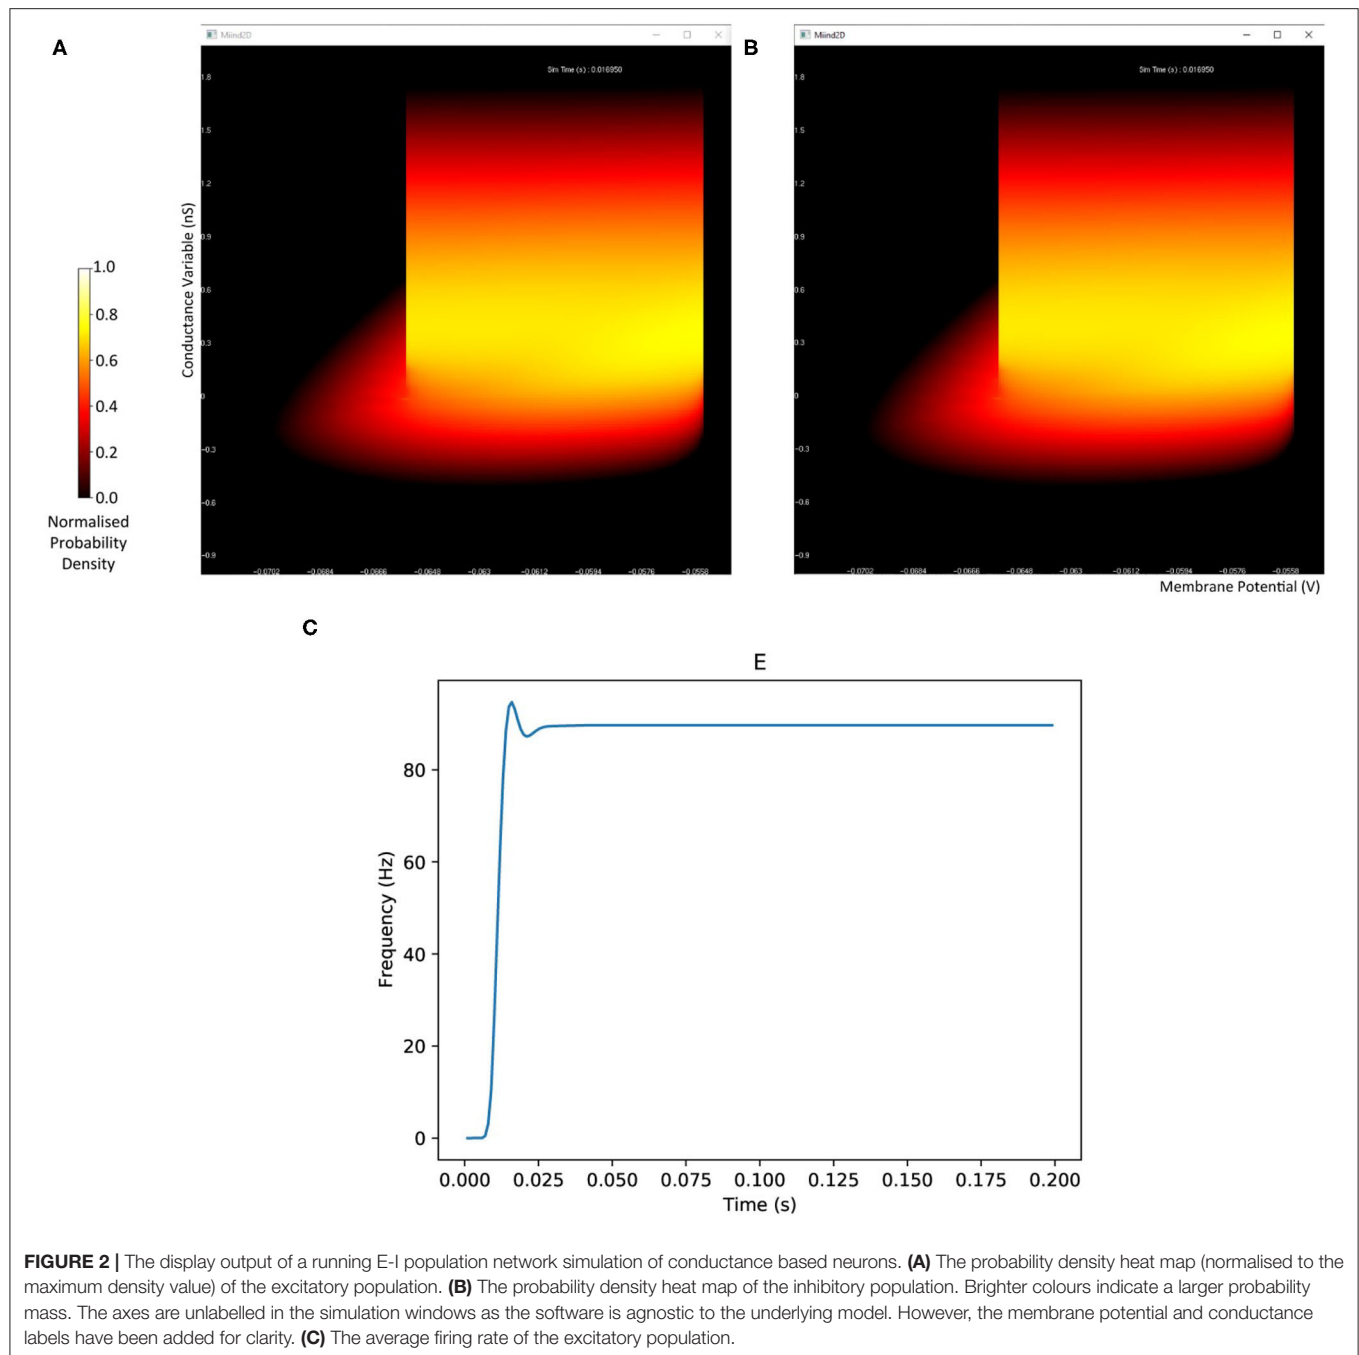 A
Miind2D
Sim Time (s) : 0.016950
1.8
1.5
1.2
0.9
0.6
0.3
0
-0.3
-0.6
-0.9
-0.0702 -0.0684 -0.0666 -0.0648 -0.063 -0.0612 -0.0594 -0.0576 -0.0558
Conductance Variable (nS)
1.0
0.8
0.6
0.4
0.2
0.0
Normalised
Probability
Density
B
Miind2D
Sim Time (s) : 0.016950
1.8
1.5
1.2
0.9
0.6
0.3
0
-0.3
-0.6
-0.9
-0.0702 -0.0684 -0.0666 -0.0648 -0.063 -0.0612 -0.0594 -0.0576 -0.0558
Membrane Potential (V)
C
E
Frequency (Hz)
80
60
40
20
0
0.000 0.025 0.050 0.075 0.100 0.125 0.150 0.175 0.200
Time (s)
FIGURE 2 | The display output of a running E-I population network simulation of conductance based neurons. (A) The probability density heat map (normalised to the
maximum density value) of the excitatory population. (B) The probability density heat map of the inhibitory population. Brighter colours indicate a larger probability
mass. The axes are unlabelled in the simulation windows as the software is agnostic to the underlying model. However, the membrane potential and conductance
labels have been added for clarity. (C) The average firing rate of the excitatory population.